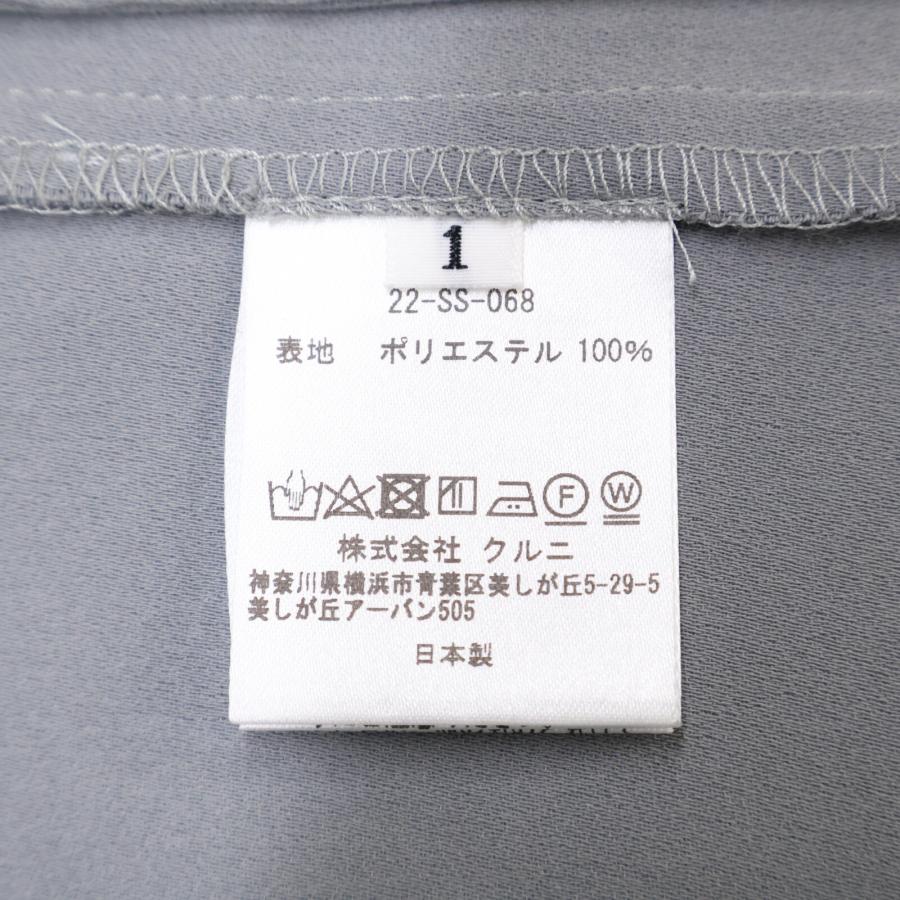 1
22-SS-068
表地 ポリエステル 100%
F W
株式会社 クルニ
神奈川県横浜市青葉区美しが丘5-29-5
美しが丘アーバン505
日本製